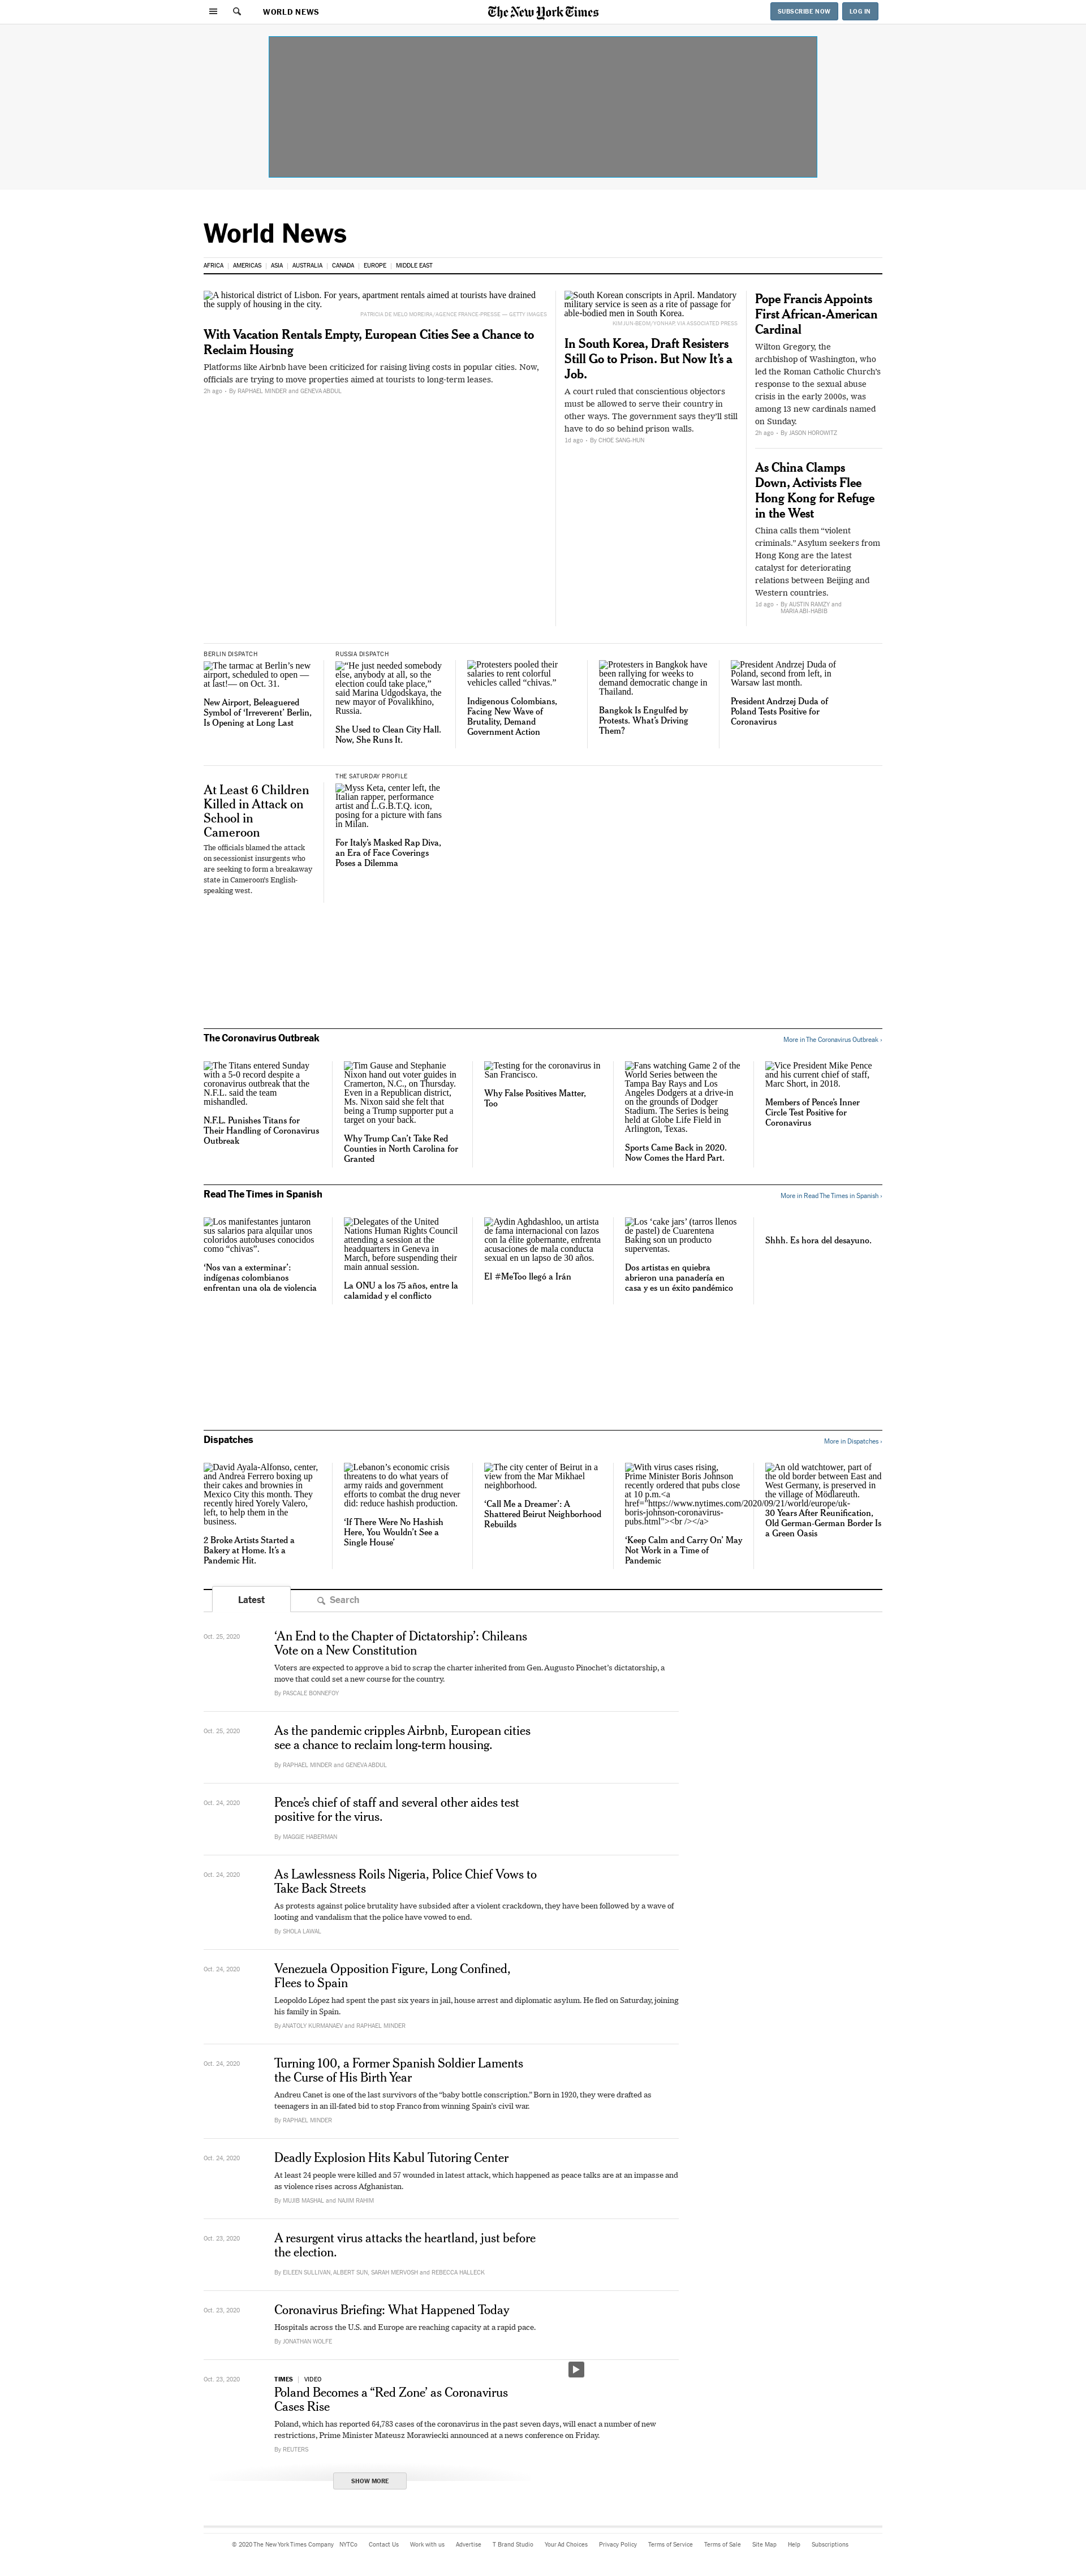 WORLD NEWS
The New York Times
SUBSCRIBE NOW
LOG IN
World News
AFRICA
AMERICAS
ASIA
AUSTRALIA
CANADA
EUROPE
MIDDLE EAST
A historical district of Lisbon. For years, apartment rentals aimed at tourists have drained
the supply of housing in the city.
PATRICIA DE MELO MOREIRA/AGENCE FRANCE-PRESSE — GETTY IMAGES
With Vacation Rentals Empty, European Cities See a Chance to
Reclaim Housing
Platforms like Airbnb have been criticized for raising living costs in popular cities. Now,
officials are trying to move properties aimed at tourists to long-term leases.
2h ago - By RAPHAEL MINDER and GENEVA ABDUL
South Korean conscripts in April. Mandatory
military service is seen as a rite of passage for
able-bodied men in South Korea.
KIM JUN-BEOM/YONHAP, VIA ASSOCIATED PRESS
In South Korea, Draft Resisters
Still Go to Prison. But Now It’s a
Job.
A court ruled that conscientious objectors
must be allowed to serve their country in
other ways. The government says they’ll still
have to do so behind prison walls.
1d ago - By CHOE SANG-HUN
Pope Francis Appoints
First African-American
Cardinal
Wilton Gregory, the
archbishop of Washington, who
led the Roman Catholic Church’s
response to the sexual abuse
crisis in the early 2000s, was
among 13 new cardinals named
on Sunday.
2h ago - By JASON HOROWITZ
As China Clamps
Down, Activists Flee
Hong Kong for Refuge
in the West
China calls them “violent
criminals.” Asylum seekers from
Hong Kong are the latest
catalyst for deteriorating
relations between Beijing and
Western countries.
1d ago - By AUSTIN RAMZY and
MARIA ABI-HABIB
BERLIN DISPATCH
The tarmac at Berlin’s new
airport, scheduled to open —
at last!— on Oct. 31.
New Airport, Beleaguered
Symbol of ‘Irreverent’ Berlin,
Is Opening at Long Last
RUSSIA DISPATCH
“He just needed somebody
else, anybody at all, so the
election could take place,”
said Marina Udgodskaya, the
new mayor of Povalikhino,
Russia.
She Used to Clean City Hall.
Now, She Runs It.
Protesters pooled their
salaries to rent colorful
vehicles called “chivas.”
Indigenous Colombians,
Facing New Wave of
Brutality, Demand
Government Action
Protesters in Bangkok have
been rallying for weeks to
demand democratic change in
Thailand.
Bangkok Is Engulfed by
Protests. What’s Driving
Them?
President Andrzej Duda of
Poland, second from left, in
Warsaw last month.
President Andrzej Duda of
Poland Tests Positive for
Coronavirus
At Least 6 Children
Killed in Attack on
School in
Cameroon
The officials blamed the attack
on secessionist insurgents who
are seeking to form a breakaway
state in Cameroon’s English-
speaking west.
THE SATURDAY PROFILE
Myss Keta, center left, the
Italian rapper, performance
artist and L.G.B.T.Q. icon,
posing for a picture with fans
in Milan.
For Italy’s Masked Rap Diva,
an Era of Face Coverings
Poses a Dilemma
The Coronavirus Outbreak
More in The Coronavirus Outbreak ›
The Titans entered Sunday
with a 5-0 record despite a
coronavirus outbreak that the
N.F.L. said the team
mishandled.
N.F.L. Punishes Titans for
Their Handling of Coronavirus
Outbreak
Tim Gause and Stephanie
Nixon hand out voter guides in
Cramerton, N.C., on Thursday.
Even in a Republican district,
Ms. Nixon said she felt that
being a Trump supporter put a
target on your back.
Why Trump Can’t Take Red
Counties in North Carolina for
Granted
Testing for the coronavirus in
San Francisco.
Why False Positives Matter,
Too
Fans watching Game 2 of the
World Series between the
Tampa Bay Rays and Los
Angeles Dodgers at a drive-in
on the grounds of Dodger
Stadium. The Series is being
held at Globe Life Field in
Arlington, Texas.
Sports Came Back in 2020.
Now Comes the Hard Part.
Vice President Mike Pence
and his current chief of staff,
Marc Short, in 2018.
Members of Pence’s Inner
Circle Test Positive for
Coronavirus
Read The Times in Spanish
More in Read The Times in Spanish ›
Los manifestantes juntaron
sus salarios para alquilar unos
coloridos autobuses conocidos
como “chivas”.
‘Nos van a exterminar’:
indígenas colombianos
enfrentan una ola de violencia
Delegates of the United
Nations Human Rights Council
attending a session at the
headquarters in Geneva in
March, before suspending their
main annual session.
La ONU a los 75 años, entre la
calamidad y el conflicto
Aydin Aghdashloo, un artista
de fama internacional con lazos
con la élite gobernante, enfrenta
acusaciones de mala conducta
sexual en un lapso de 30 años.
El #MeToo llegó a Irán
Los ‘cake jars’ (tarros llenos
de pastel) de Cuarentena
Baking son un producto
superventas.
Dos artistas en quiebra
abrieron una panadería en
casa y es un éxito pandémico
Shhh. Es hora del desayuno.
Dispatches
More in Dispatches ›
David Ayala-Alfonso, center,
and Andrea Ferrero boxing up
their cakes and brownies in
Mexico City this month. They
recently hired Yorely Valero,
left, to help them in the
business.
2 Broke Artists Started a
Bakery at Home. It’s a
Pandemic Hit.
Lebanon’s economic crisis
threatens to do what years of
army raids and government
efforts to combat the drug never
did: reduce hashish production.
‘If There Were No Hashish
Here, You Wouldn’t See a
Single House’
The city center of Beirut in a
view from the Mar Mikhael
neighborhood.
‘Call Me a Dreamer’: A
Shattered Beirut Neighborhood
Rebuilds
With virus cases rising,
Prime Minister Boris Johnson
recently ordered that pubs close
at 10 p.m.<a
href="https://www.nytimes.com/2020/09/21/world/europe/uk-
boris-johnson-coronavirus-
pubs.html"><br /></a>
‘Keep Calm and Carry On’ May
Not Work in a Time of
Pandemic
An old watchtower, part of
the old border between East and
West Germany, is preserved in
the village of Mödlareuth.
30 Years After Reunification,
Old German-German Border Is
a Green Oasis
Latest
Search
Oct. 25, 2020
‘An End to the Chapter of Dictatorship’: Chileans
Vote on a New Constitution
Voters are expected to approve a bid to scrap the charter inherited from Gen. Augusto Pinochet’s dictatorship, a
move that could set a new course for the country.
By PASCALE BONNEFOY
Oct. 25, 2020
As the pandemic cripples Airbnb, European cities
see a chance to reclaim long-term housing.
By RAPHAEL MINDER and GENEVA ABDUL
Oct. 24, 2020
Pence’s chief of staff and several other aides test
positive for the virus.
By MAGGIE HABERMAN
Oct. 24, 2020
As Lawlessness Roils Nigeria, Police Chief Vows to
Take Back Streets
As protests against police brutality have subsided after a violent crackdown, they have been followed by a wave of
looting and vandalism that the police have vowed to end.
By SHOLA LAWAL
Oct. 24, 2020
Venezuela Opposition Figure, Long Confined,
Flees to Spain
Leopoldo López had spent the past six years in jail, house arrest and diplomatic asylum. He fled on Saturday, joining
his family in Spain.
By ANATOLY KURMANAEV and RAPHAEL MINDER
Oct. 24, 2020
Turning 100, a Former Spanish Soldier Laments
the Curse of His Birth Year
Andreu Canet is one of the last survivors of the “baby bottle conscription.” Born in 1920, they were drafted as
teenagers in an ill-fated bid to stop Franco from winning Spain’s civil war.
By RAPHAEL MINDER
Oct. 24, 2020
Deadly Explosion Hits Kabul Tutoring Center
At least 24 people were killed and 57 wounded in latest attack, which happened as peace talks are at an impasse and
as violence rises across Afghanistan.
By MUJIB MASHAL and NAJIM RAHIM
Oct. 23, 2020
A resurgent virus attacks the heartland, just before
the election.
By EILEEN SULLIVAN, ALBERT SUN, SARAH MERVOSH and REBECCA HALLECK
Oct. 23, 2020
Coronavirus Briefing: What Happened Today
Hospitals across the U.S. and Europe are reaching capacity at a rapid pace.
By JONATHAN WOLFE
Oct. 23, 2020
TIMES | VIDEO
Poland Becomes a “Red Zone’ as Coronavirus
Cases Rise
Poland, which has reported 64,783 cases of the coronavirus in the past seven days, will enact a number of new
restrictions, Prime Minister Mateusz Morawiecki announced at a news conference on Friday.
By REUTERS
SHOW MORE
© 2020 The New York Times Company
NYTCo
Contact Us
Work with us
Advertise
T Brand Studio
Your Ad Choices
Privacy Policy
Terms of Service
Terms of Sale
Site Map
Help
Subscriptions